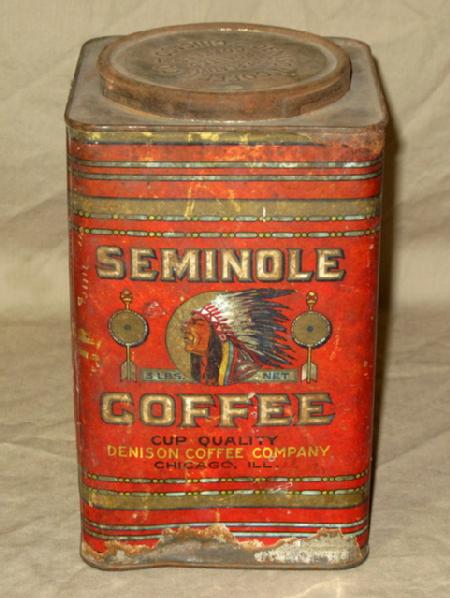 SEMINOLE
3 LBS. NET
COFFEE
CUP QUALITY
DENISON COFFEE COMPANY
CHICAGO, ILL.